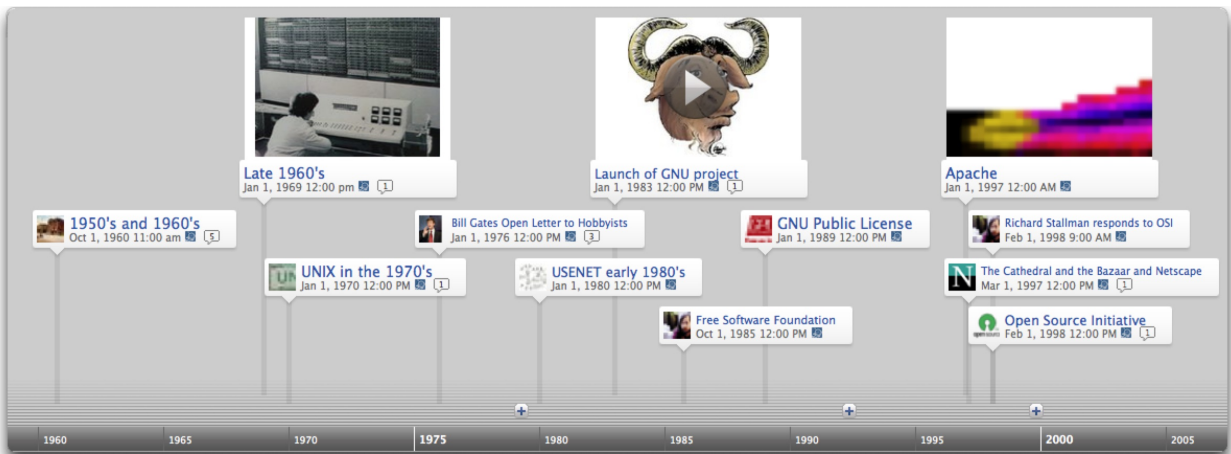 Late 1960's
Jan 1, 1969 12:00 pm 1
Launch of GNU project
Jan 1, 1983 12:00 PM 1
Apache
Jan 1, 1997 12:00 AM
1950's and 1960's
Oct 1, 1960 11:00 am 5
Bill Gates Open Letter to Hobbyists
Jan 1, 1976 12:00 PM 3
GNU Public License
Jan 1, 1989 12:00 PM
Richard Stallman responds to OSI
Feb 1, 1998 9:00 AM
UN
UNIX in the 1970's
Jan 1, 1970 12:00 PM 1
USENET early 1980's
Jan 1, 1980 12:00 PM
N
The Cathedral and the Bazaar and Netscape
Mar 1, 1997 12:00 PM 1
Free Software Foundation
Oct 1, 1985 12:00 PM
Open Source Initiative
Feb 1, 1998 12:00 PM 1
1960 1965 1970 1975 1980 1985 1990 1995 2000 2005